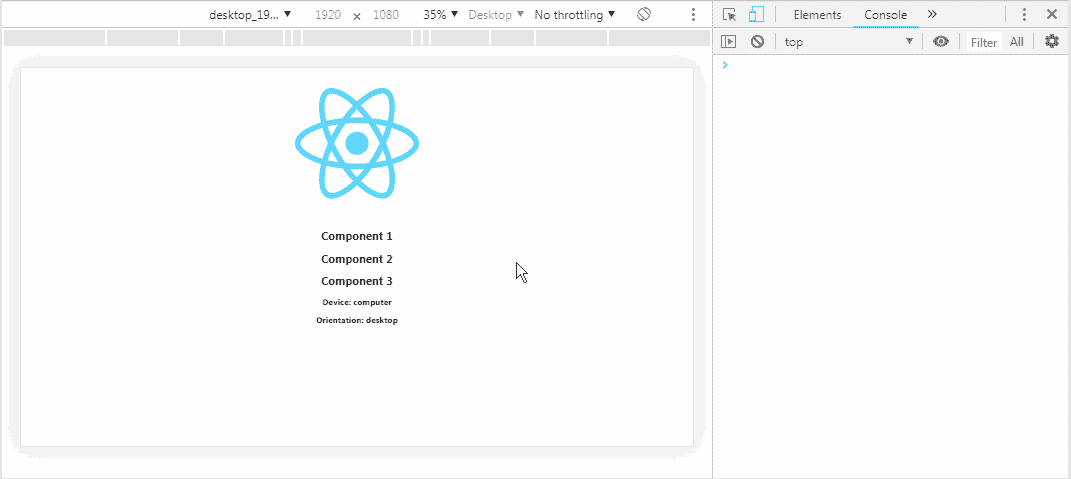 desktop_19... 1920 × 1080 35% Desktop No throttling
Elements Console »
top Filter All
Component 1
Component 2
Component 3
Device: computer
Orientation: desktop